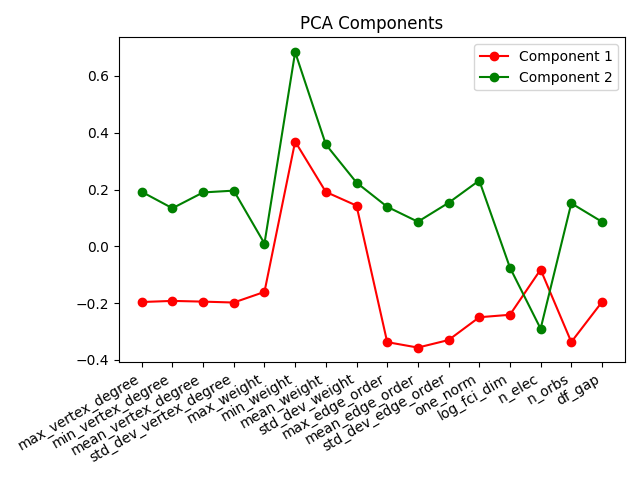 PCA Components
Component 1
Component 2
0.6
0.4
0.2
0.0
−0.2
−0.4
max_vertex_degree
min_vertex_degree
mean_vertex_degree
std_dev_vertex_degree
max_weight
min_weight
mean_weight
std_dev_weight
max_edge_order
mean_edge_order
std_dev_edge_order
one_norm
log_fci_dim
n_elec
n_orbs
df_gap